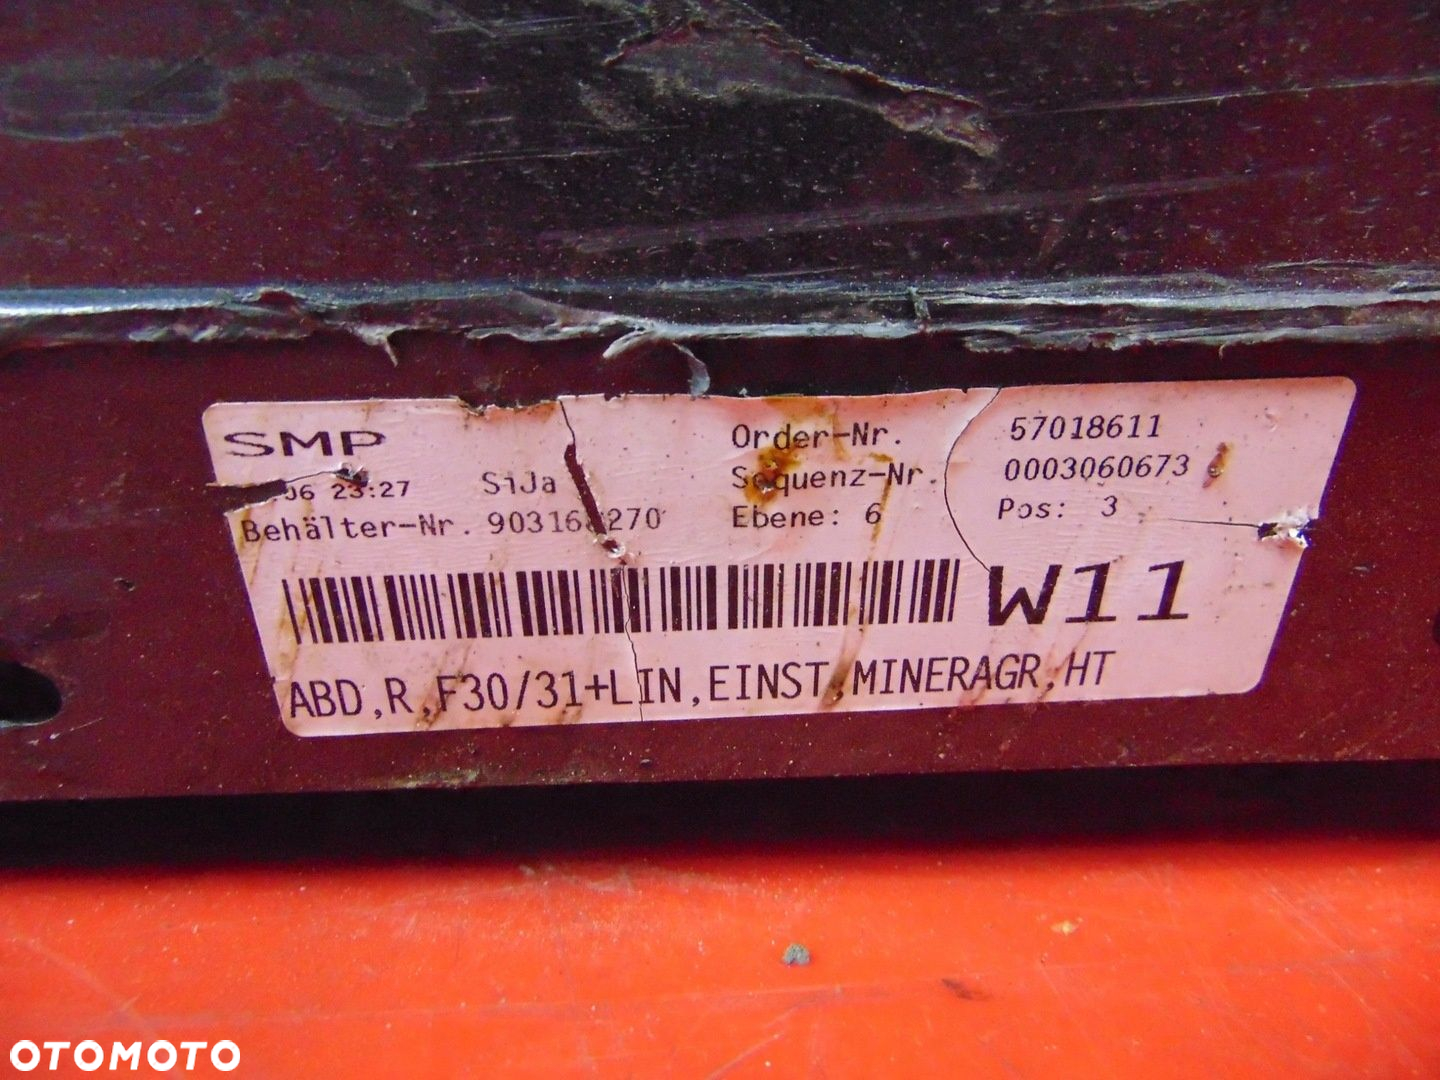 SMP
Order-Nr. 57018611
23:27 SiJa Sequenz-Nr. 0003060673
Behälter-Nr. Ebene: 6 Pos: 3
W11
ABD,R,F30/31+LIN,EINST,MINERAGR,HT
OTOMOTO